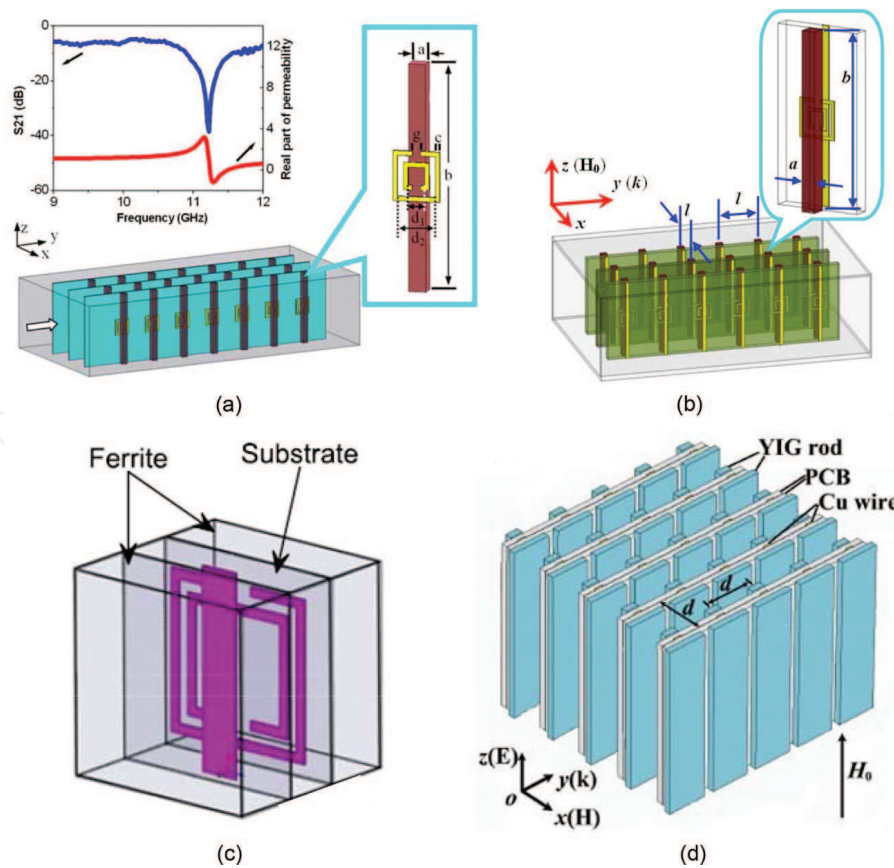 0
-20
-40
-60
S21 (dB)
12
8
4
0
Real part of permeability
9
10
11
12
Frequency (GHz)
z
y
x
a
g
c
b
d1
d2
(a)
z (H0)
y (k)
x
l
l
a
b
(b)
Ferrite
Substrate
(c)
YIG rod
PCB
Cu wire
d
d
z(E)
y(k)
o
x(H)
H0
(d)